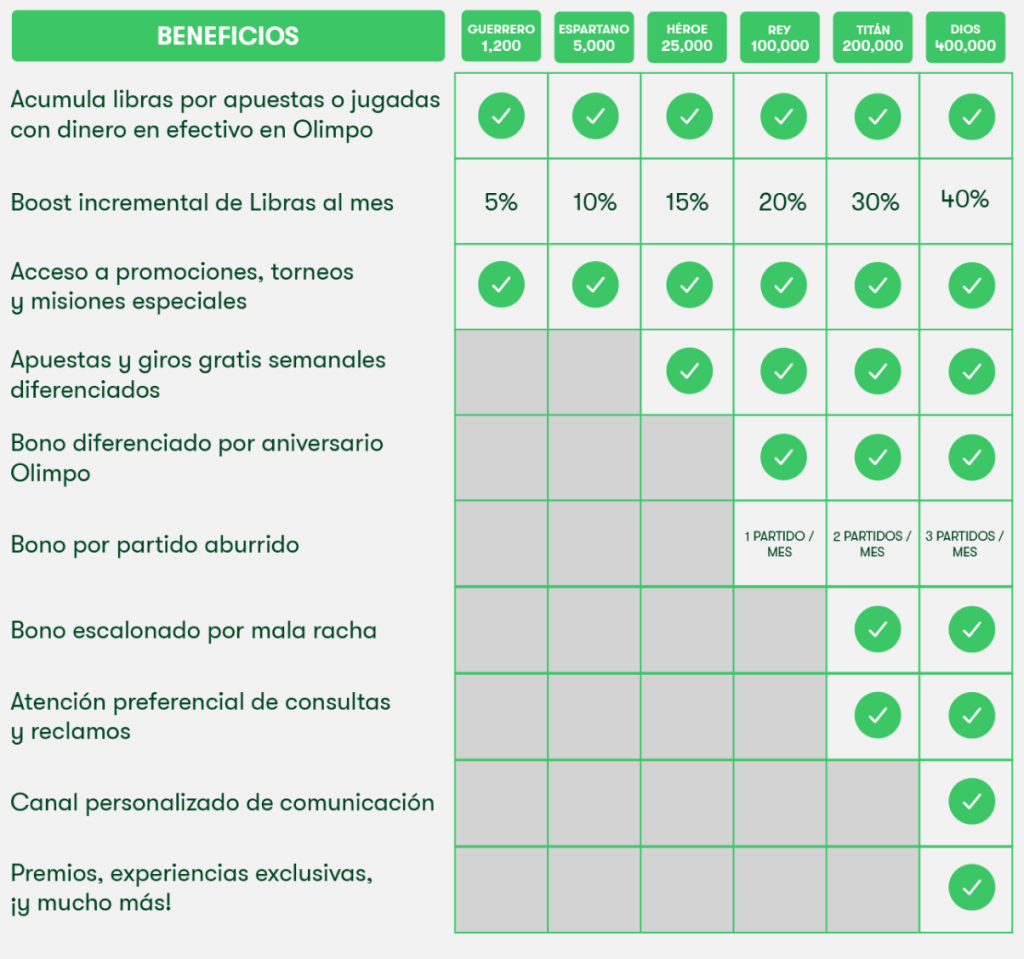 BENEFICIOS
GUERRERO
1,200
ESPARTANO
5,000
HÉROE
25,000
REY
100,000
TITÁN
200,000
DIOS
400,000
Acumula libras por apuestas o jugadas
con dinero en efectivo en Olimpo
Boost incremental de Libras al mes
5%
10%
15%
20%
30%
40%
Acceso a promociones, torneos
y misiones especiales
Apuestas y giros gratis semanales
diferenciados
Bono diferenciado por aniversario
Olimpo
Bono por partido aburrido
1 PARTIDO /
MES
2 PARTIDOS /
MES
3 PARTIDOS /
MES
Bono escalonado por mala racha
Atención preferencial de consultas
y reclamos
Canal personalizado de comunicación
Premios, experiencias exclusivas,
¡y mucho más!